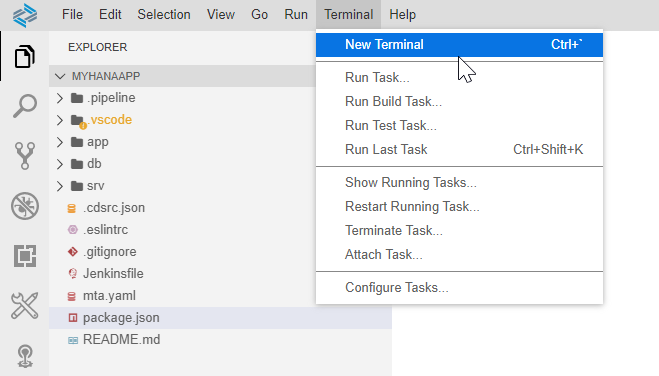 File Edit Selection View Go Run Terminal Help
EXPLORER
MYHANAAPP
.pipeline
.vscode
app
db
srv
.cdsrc.json
.eslintrc
.gitignore
Jenkinsfile
mta.yaml
package.json
README.md
New Terminal Ctrl+`
Run Task...
Run Build Task...
Run Test Task...
Run Last Task Ctrl+Shift+K
Show Running Tasks...
Restart Running Task...
Terminate Task...
Attach Task...
Configure Tasks...